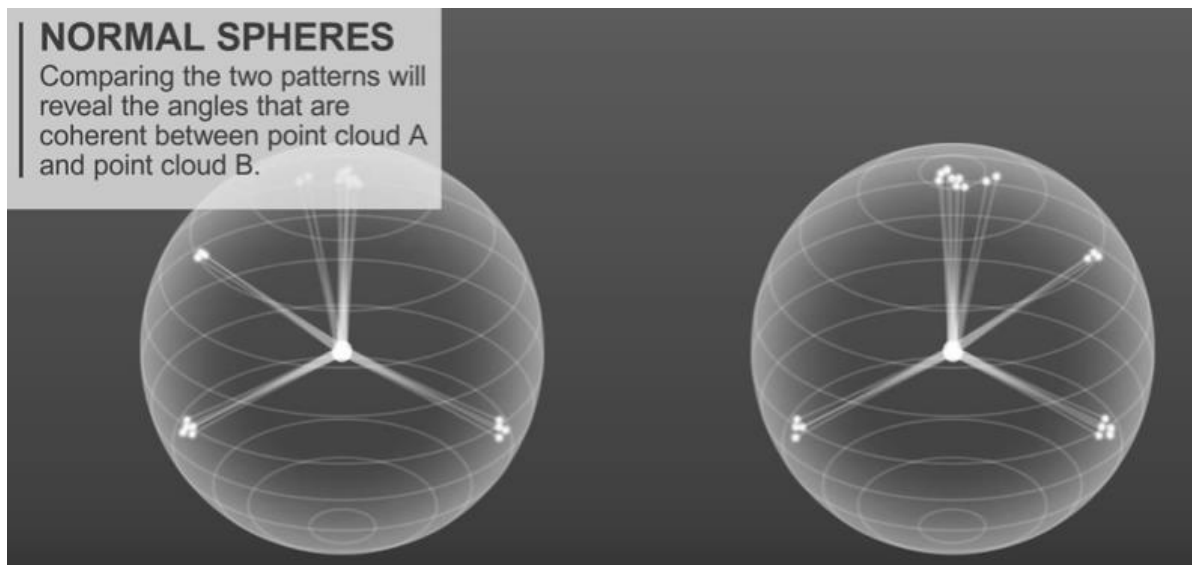 NORMAL SPHERES
Comparing the two patterns will
reveal the angles that are
coherent between point cloud A
and point cloud B.